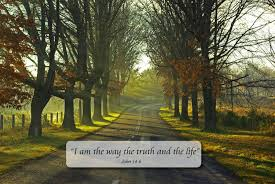 "I am the way the truth and the life"
John 14:6